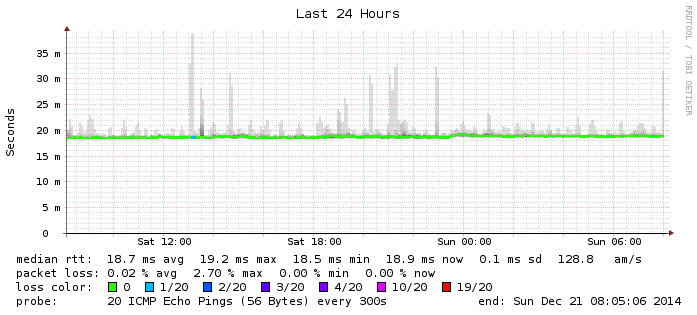 Last 24 Hours
RRDTOOL / TOBI OETIKER
Seconds
35 m
30 m
25 m
20 m
15 m
10 m
5 m
0
Sat 12:00 Sat 18:00 Sun 00:00 Sun 06:00
median rtt: 18.7 ms avg 19.2 ms max 18.5 ms min 18.9 ms now 0.1 ms sd 128.8 am/s
packet loss: 0.02 % avg 2.70 % max 0.00 % min 0.00 % now
loss color: 0 1/20 2/20 3/20 4/20 10/20 19/20
probe: 20 ICMP Echo Pings (56 Bytes) every 300s end: Sun Dec 21 08:05:06 2014